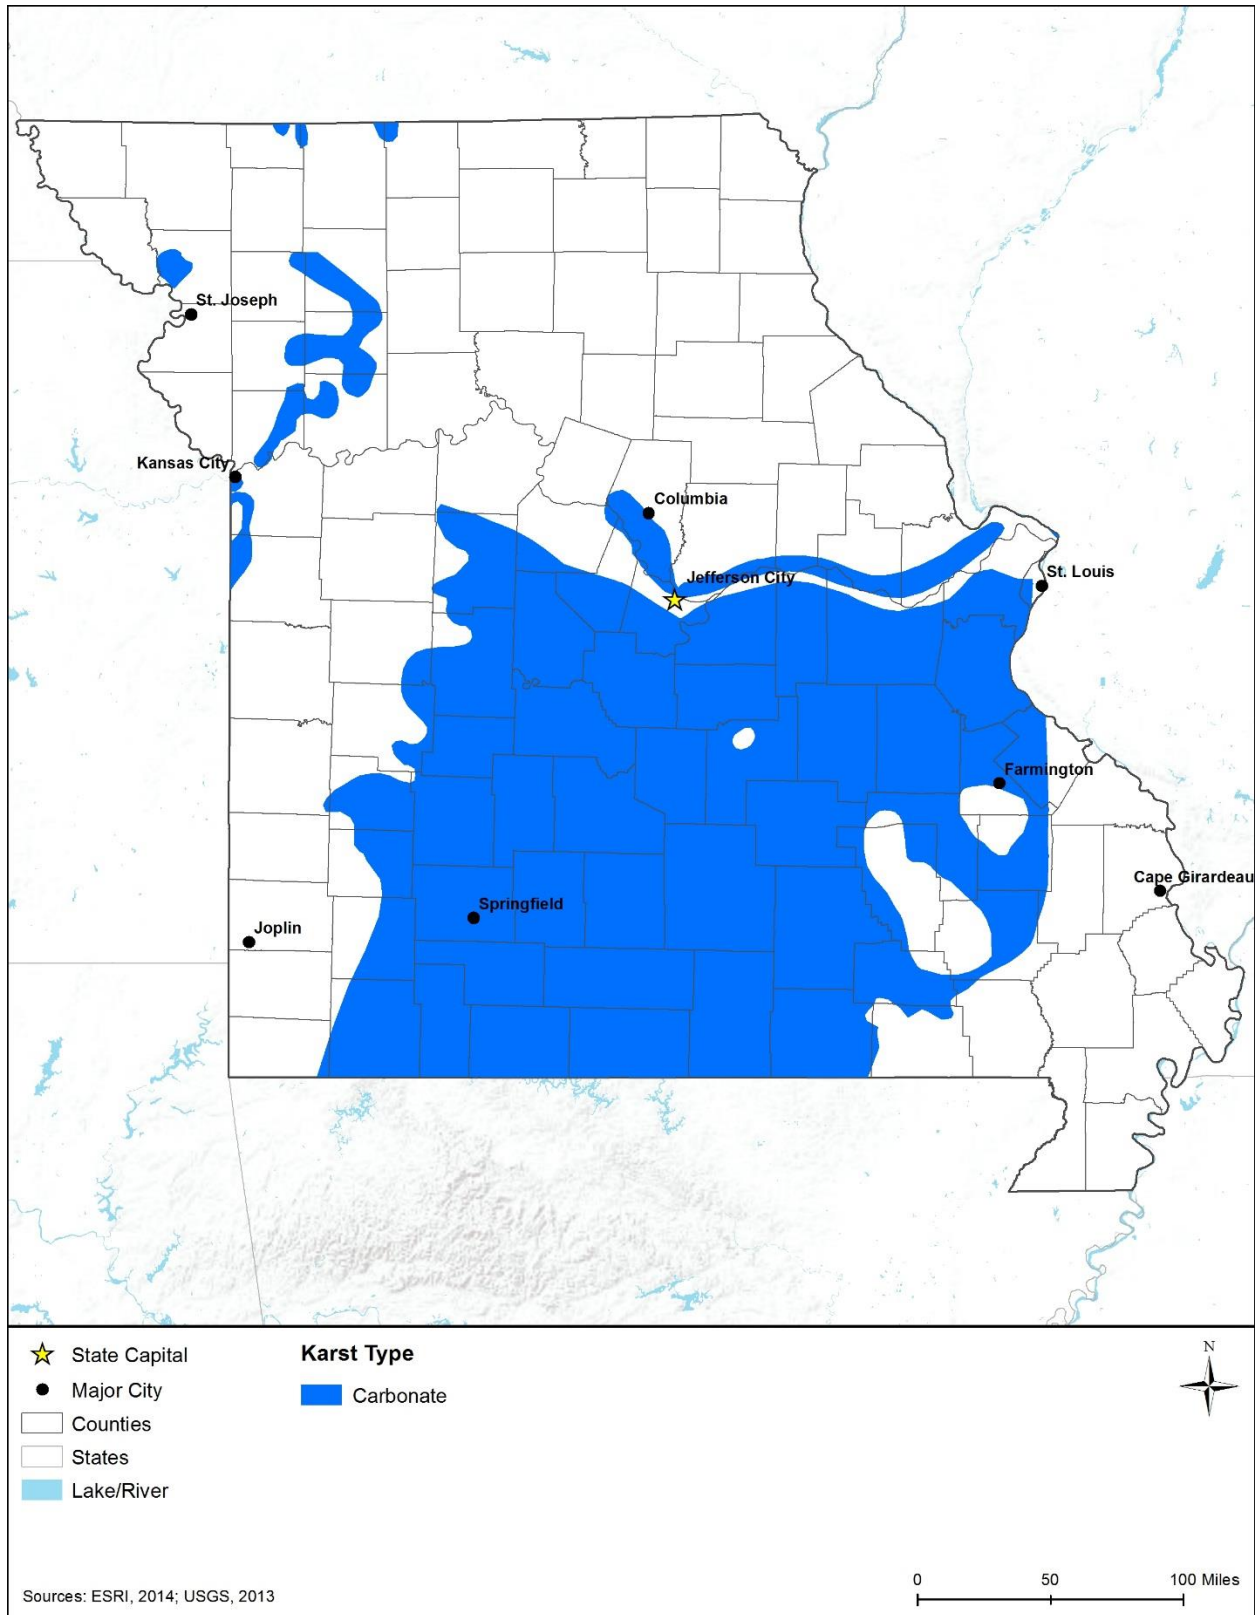 St. Joseph
Kansas City
Columbia
Jefferson City
St. Louis
Farmington
Cape Girardeau
Springfield
Joplin
State Capital
Major City
Counties
States
Lake/River
Karst Type
Carbonate
N
Sources: ESRI, 2014; USGS, 2013
0 50 100 Miles